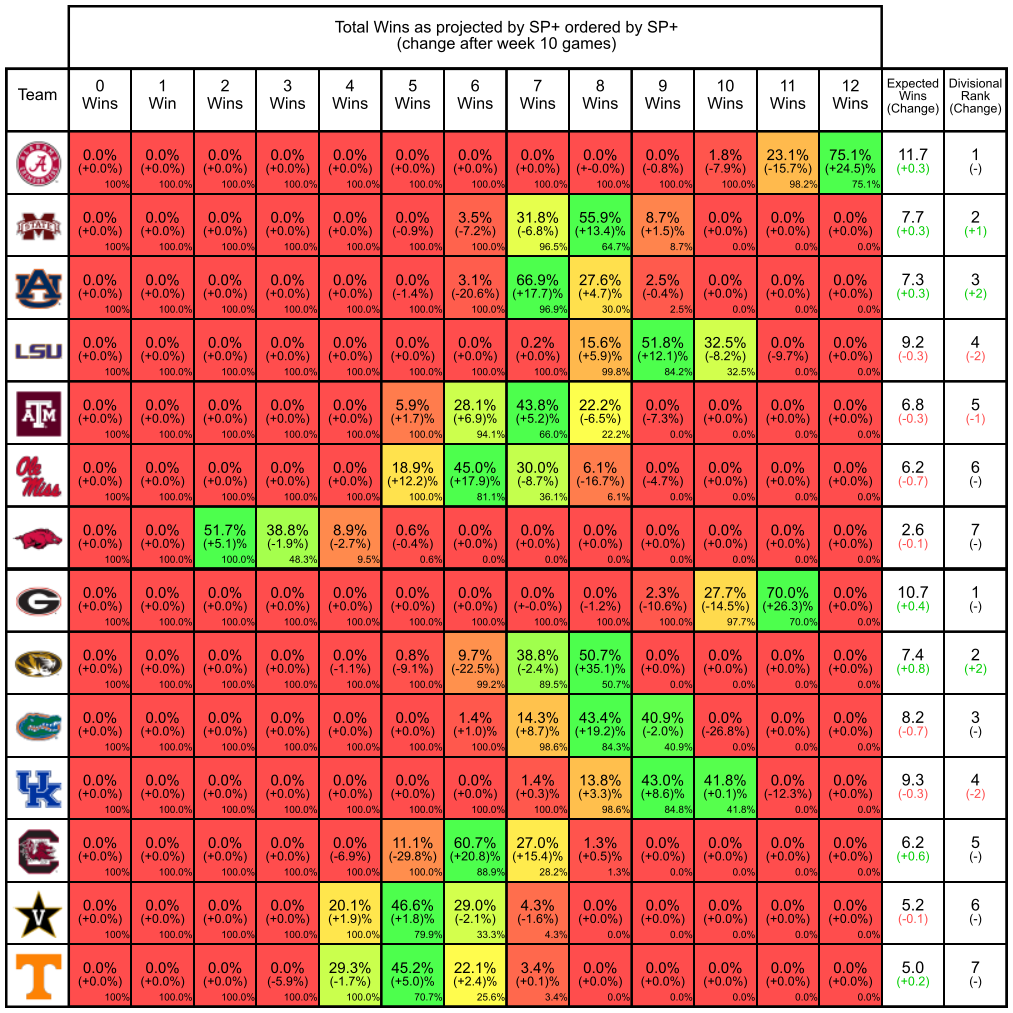 Total Wins as projected by SP+ ordered by SP+
(change after week 10 games)
Team 0 Wins 1 Win 2 Wins 3 Wins 4 Wins 5 Wins 6 Wins 7 Wins 8 Wins 9 Wins 10 Wins 11 Wins 12 Wins Expected Wins (Change) Divisional Rank (Change)
A
0.0% 0.0% 0.0% 0.0% 0.0% 0.0% 0.0% 0.0% 0.0% 0.0% 1.8% 23.1% 75.1% 11.7 1
(+0.0%) (+0.0%) (+0.0%) (+0.0%) (+0.0%) (+0.0%) (+0.0%) (+0.0%) (+-0.0%) (-0.8%) (-7.9%) (-15.7%) (+24.5)% (+0.3) (-)
100% 100.0% 100.0% 100.0% 100.0% 100.0% 100.0% 100.0% 100.0% 100.0% 100.0% 98.2% 75.1%
M STATE
0.0% 0.0% 0.0% 0.0% 0.0% 0.0% 3.5% 31.8% 55.9% 8.7% 0.0% 0.0% 0.0% 7.7 2
(+0.0%) (+0.0%) (+0.0%) (+0.0%) (+0.0%) (-0.9%) (-7.2%) (-6.8%) (+13.4)% (+1.5)% (+0.0%) (+0.0%) (+0.0%) (+0.3) (+1)
100% 100.0% 100.0% 100.0% 100.0% 100.0% 100.0% 96.5% 64.7% 8.7% 0.0% 0.0% 0.0%
AU
0.0% 0.0% 0.0% 0.0% 0.0% 0.0% 3.1% 66.9% 27.6% 2.5% 0.0% 0.0% 0.0% 7.3 3
(+0.0%) (+0.0%) (+0.0%) (+0.0%) (+0.0%) (-1.4%) (-20.6%) (+17.7)% (+4.7)% (-0.4%) (+0.0%) (+0.0%) (+0.0%) (+0.3) (+2)
100% 100.0% 100.0% 100.0% 100.0% 100.0% 100.0% 96.9% 30.0% 2.5% 0.0% 0.0% 0.0%
LSU
0.0% 0.0% 0.0% 0.0% 0.0% 0.0% 0.0% 0.2% 15.6% 51.8% 32.5% 0.0% 0.0% 9.2 4
(+0.0%) (+0.0%) (+0.0%) (+0.0%) (+0.0%) (+0.0%) (+0.0%) (+0.0%) (+5.9)% (+12.1)% (-8.2%) (-9.7%) (+0.0%) (-0.3) (-2)
100% 100.0% 100.0% 100.0% 100.0% 100.0% 100.0% 100.0% 99.8% 84.2% 32.5% 0.0% 0.0%
ATM
0.0% 0.0% 0.0% 0.0% 0.0% 5.9% 28.1% 43.8% 22.2% 0.0% 0.0% 0.0% 0.0% 6.8 5
(+0.0%) (+0.0%) (+0.0%) (+0.0%) (+0.0%) (+1.7)% (+6.9)% (+5.2)% (-6.5%) (-7.3%) (+0.0%) (+0.0%) (+0.0%) (-0.3) (-1)
100% 100.0% 100.0% 100.0% 100.0% 100.0% 94.1% 66.0% 22.2% 0.0% 0.0% 0.0% 0.0%
Ole Miss
0.0% 0.0% 0.0% 0.0% 0.0% 18.9% 45.0% 30.0% 6.1% 0.0% 0.0% 0.0% 0.0% 6.2 6
(+0.0%) (+0.0%) (+0.0%) (+0.0%) (+0.0%) (+12.2)% (+17.9)% (-8.7%) (-16.7%) (-4.7%) (+0.0%) (+0.0%) (+0.0%) (-0.7) (-)
100% 100.0% 100.0% 100.0% 100.0% 100.0% 81.1% 36.1% 6.1% 0.0% 0.0% 0.0% 0.0%
0.0% 0.0% 51.7% 38.8% 8.9% 0.6% 0.0% 0.0% 0.0% 0.0% 0.0% 0.0% 0.0% 2.6 7
(+0.0%) (+0.0%) (+5.1)% (-1.9%) (-2.7%) (-0.4%) (+0.0%) (+0.0%) (+0.0%) (+0.0%) (+0.0%) (+0.0%) (+0.0%) (-0.1) (-)
100% 100.0% 100.0% 48.3% 9.5% 0.6% 0.0% 0.0% 0.0% 0.0% 0.0% 0.0% 0.0%
G
0.0% 0.0% 0.0% 0.0% 0.0% 0.0% 0.0% 0.0% 0.0% 2.3% 27.7% 70.0% 0.0% 10.7 1
(+0.0%) (+0.0%) (+0.0%) (+0.0%) (+0.0%) (+0.0%) (+0.0%) (+-0.0%) (-1.2%) (-10.6%) (-14.5%) (+26.3)% (+0.0%) (+0.4) (-)
100% 100.0% 100.0% 100.0% 100.0% 100.0% 100.0% 100.0% 100.0% 100.0% 97.7% 70.0% 0.0%
0.0% 0.0% 0.0% 0.0% 0.0% 0.8% 9.7% 38.8% 50.7% 0.0% 0.0% 0.0% 0.0% 7.4 2
(+0.0%) (+0.0%) (+0.0%) (+0.0%) (-1.1%) (-9.1%) (-22.5%) (-2.4%) (+35.1)% (+0.0%) (+0.0%) (+0.0%) (+0.0%) (+0.8) (+2)
100% 100.0% 100.0% 100.0% 100.0% 100.0% 99.2% 89.5% 50.7% 0.0% 0.0% 0.0% 0.0%
0.0% 0.0% 0.0% 0.0% 0.0% 0.0% 1.4% 14.3% 43.4% 40.9% 0.0% 0.0% 0.0% 8.2 3
(+0.0%) (+0.0%) (+0.0%) (+0.0%) (+0.0%) (+0.0%) (+1.0)% (+8.7)% (+19.2)% (-2.0%) (-26.8%) (+0.0%) (+0.0%) (-0.7) (-)
100% 100.0% 100.0% 100.0% 100.0% 100.0% 100.0% 98.6% 84.3% 40.9% 0.0% 0.0% 0.0%
UK
0.0% 0.0% 0.0% 0.0% 0.0% 0.0% 0.0% 1.4% 13.8% 43.0% 41.8% 0.0% 0.0% 9.3 4
(+0.0%) (+0.0%) (+0.0%) (+0.0%) (+0.0%) (+0.0%) (+0.0%) (+0.3)% (+3.3)% (+8.6)% (+0.1)% (-12.3%) (+0.0%) (-0.3) (-2)
100% 100.0% 100.0% 100.0% 100.0% 100.0% 100.0% 100.0% 98.6% 84.8% 41.8% 0.0% 0.0%
C
0.0% 0.0% 0.0% 0.0% 0.0% 11.1% 60.7% 27.0% 1.3% 0.0% 0.0% 0.0% 0.0% 6.2 5
(+0.0%) (+0.0%) (+0.0%) (+0.0%) (-6.9%) (-29.8%) (+20.8)% (+15.4)% (+0.5)% (+0.0%) (+0.0%) (+0.0%) (+0.0%) (+0.6) (-)
100% 100.0% 100.0% 100.0% 100.0% 100.0% 88.9% 28.2% 1.3% 0.0% 0.0% 0.0% 0.0%
V
0.0% 0.0% 0.0% 0.0% 20.1% 46.6% 29.0% 4.3% 0.0% 0.0% 0.0% 0.0% 0.0% 5.2 6
(+0.0%) (+0.0%) (+0.0%) (+0.0%) (+1.9)% (+1.8)% (-2.1%) (-1.6%) (+0.0%) (+0.0%) (+0.0%) (+0.0%) (+0.0%) (-0.1) (-)
100% 100.0% 100.0% 100.0% 100.0% 79.9% 33.3% 4.3% 0.0% 0.0% 0.0% 0.0% 0.0%
T
0.0% 0.0% 0.0% 0.0% 29.3% 45.2% 22.1% 3.4% 0.0% 0.0% 0.0% 0.0% 0.0% 5.0 7
(+0.0%) (+0.0%) (+0.0%) (-5.9%) (-1.7%) (+5.0)% (+2.4)% (+0.1)% (+0.0%) (+0.0%) (+0.0%) (+0.0%) (+0.0%) (+0.2) (-)
100% 100.0% 100.0% 100.0% 100.0% 70.7% 25.6% 3.4% 0.0% 0.0% 0.0% 0.0% 0.0%